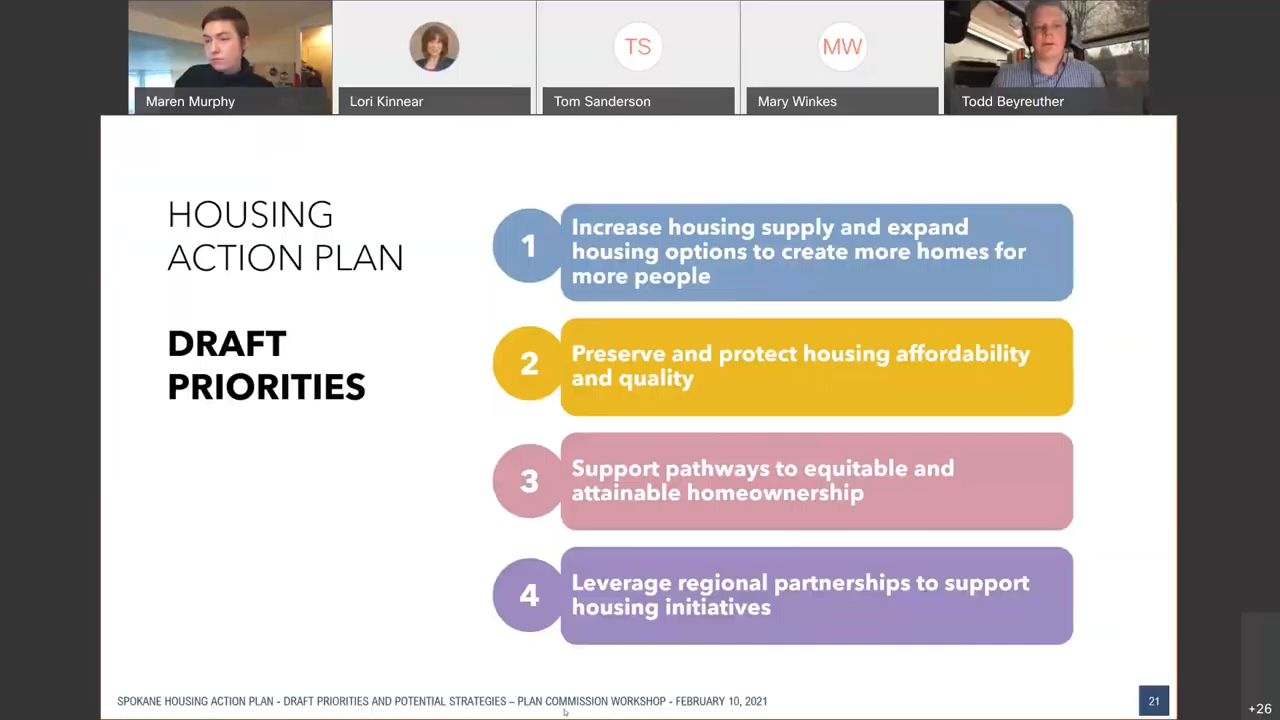 TS
MW
Maren Murphy
Lori Kinnear
Tom Sanderson
Mary Winkes
Todd Beyreuther
HOUSING
ACTION PLAN
DRAFT
PRIORITIES
1
Increase housing supply and expand
housing options to create more homes for
more people
2
Preserve and protect housing affordability
and quality
3
Support pathways to equitable and
attainable homeownership
4
Leverage regional partnerships to support
housing initiatives
SPOKANE HOUSING ACTION PLAN - DRAFT PRIORITIES AND POTENTIAL STRATEGIES – PLAN COMMISSION WORKSHOP - FEBRUARY 10, 2021
21
+26